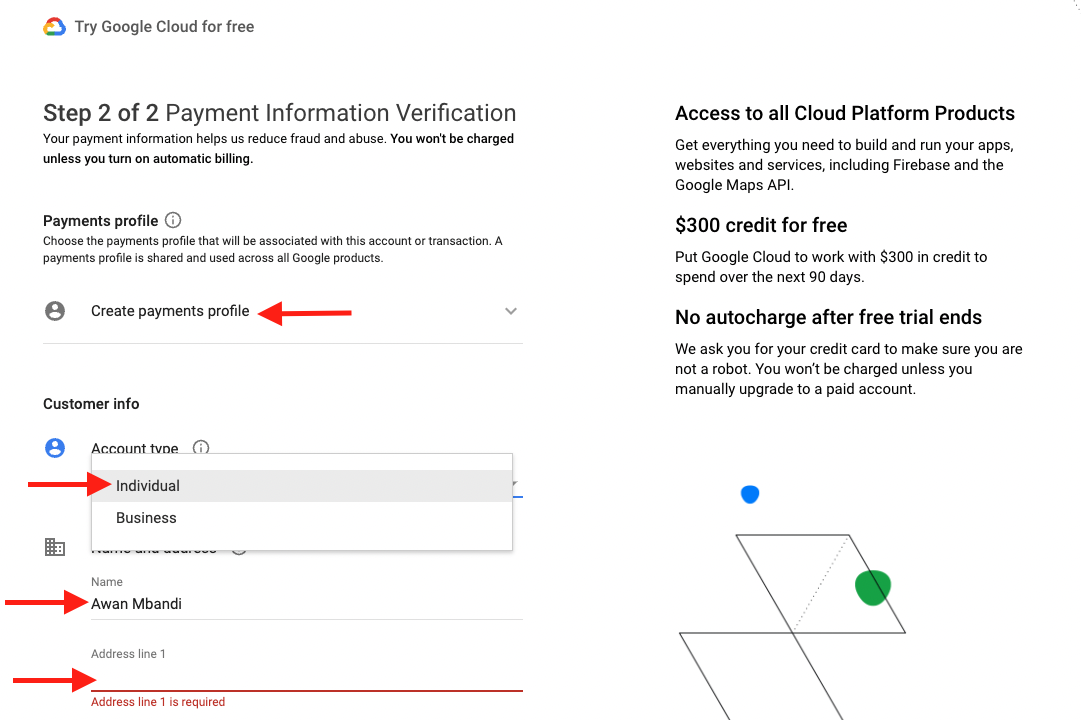 Try Google Cloud for free
Step 2 of 2 Payment Information Verification
Your payment information helps us reduce fraud and abuse. You won't be charged
unless you turn on automatic billing.
Payments profile
Choose the payments profile that will be associated with this account or transaction. A
payments profile is shared and used across all Google products.
Create payments profile
Customer info
Account type
Individual
Business
Name and address
Name
Awan Mbandi
Address line 1
Address line 1 is required
Access to all Cloud Platform Products
Get everything you need to build and run your apps,
websites and services, including Firebase and the
Google Maps API.
$300 credit for free
Put Google Cloud to work with $300 in credit to
spend over the next 90 days.
No autocharge after free trial ends
We ask you for your credit card to make sure you are
not a robot. You won’t be charged unless you
manually upgrade to a paid account.